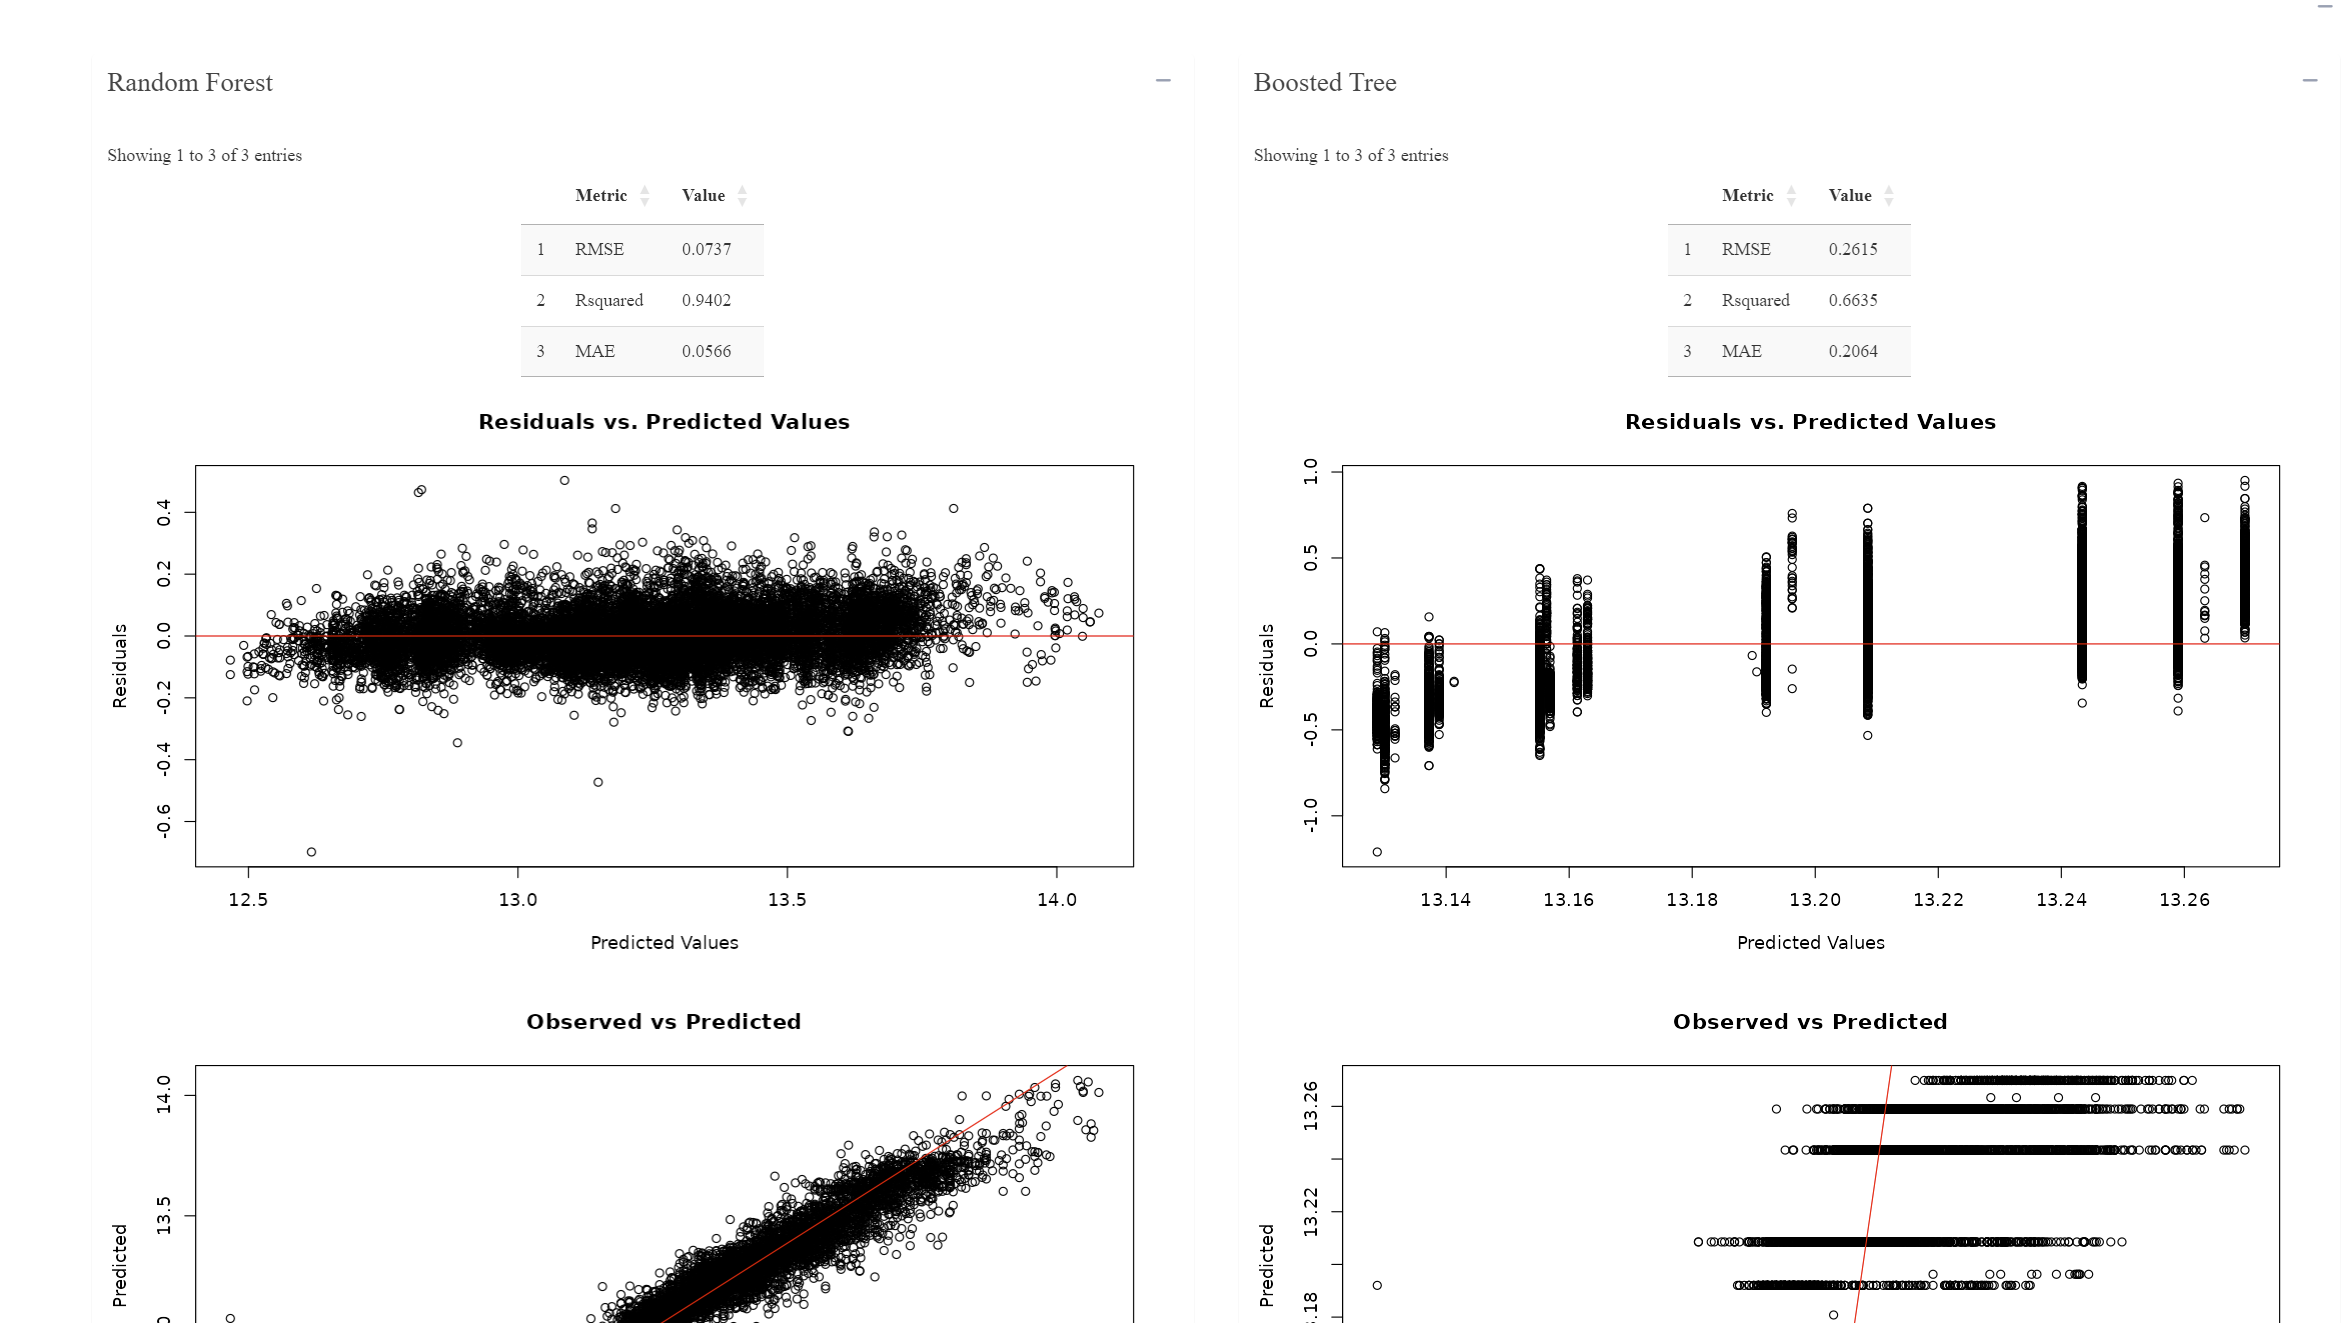 Random Forest
Showing 1 to 3 of 3 entries
Metric Value
1 RMSE 0.0737
2 Rsquared 0.9402
3 MAE 0.0566
Residuals vs. Predicted Values
Residuals
0.4
0.2
0.0
-0.2
-0.4
-0.6
12.5 13.0 13.5 14.0
Predicted Values
Observed vs Predicted
Predicted
14.0
13.5
Boosted Tree
Showing 1 to 3 of 3 entries
Metric Value
1 RMSE 0.2615
2 Rsquared 0.6635
3 MAE 0.2064
Residuals vs. Predicted Values
Residuals
1.0
0.5
0.0
-0.5
-1.0
13.14 13.16 13.18 13.20 13.22 13.24 13.26
Predicted Values
Observed vs Predicted
Predicted
13.26
13.22